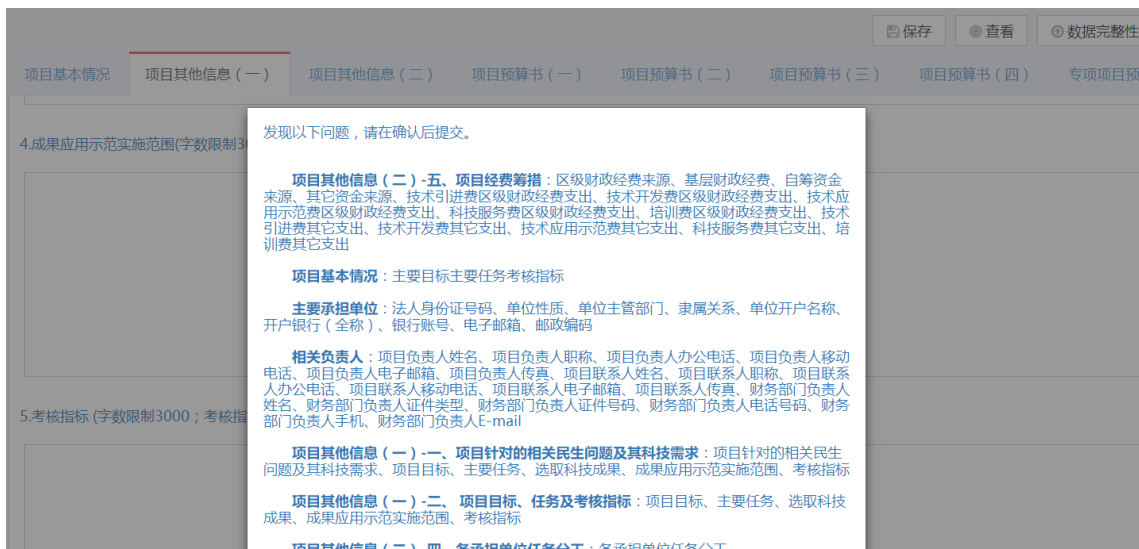 保存
查看
数据完整性
项目基本情况
项目其他信息（一）
项目其他信息（二）
项目预算书（一）
项目预算书（二）
项目预算书（三）
项目预算书（四）
专项项目预
4.成果应用示范实施范围(字数限制3
发现以下问题，请在确认后提交。
项目其他信息（二）-五、项目经费筹措：区级财政经费来源、基层财政经费、自筹资金
来源、其它资金来源、技术引进费区级财政经费支出、技术开发费区级财政经费支出、技术应
用示范费区级财政经费支出、科技服务费区级财政经费支出、培训费区级财政经费支出、技术
引进费其它支出、技术开发费其它支出、技术应用示范费其它支出、科技服务费其它支出、培
训费其它支出
项目基本情况：主要目标主要任务考核指标
主要承担单位：法人身份证号码、单位性质、单位主管部门、隶属关系、单位开户名称、
开户银行（全称）、银行账号、电子邮箱、邮政编码
相关负责人：项目负责人姓名、项目负责人职称、项目负责人办公电话、项目负责人移动
电话、项目负责人电子邮箱、项目负责人传真、项目联系人姓名、项目联系人职称、项目联系
人办公电话、项目联系人移动电话、项目联系人电子邮箱、项目联系人传真、财务部门负责人
姓名、财务部门负责人证件类型、财务部门负责人证件号码、财务部门负责人电话号码、财务
部门负责人手机、财务部门负责人E-mail
5.考核指标 (字数限制3000；考核指
项目其他信息（一）-一、项目针对的相关民生问题及其科技需求：项目针对的相关民生
问题及其科技需求、项目目标、主要任务、选取科技成果、成果应用示范实施范围、考核指标
项目其他信息（一）-二、 项目目标、任务及考核指标：项目目标、主要任务、选取科技
成果、成果应用示范实施范围、考核指标
项目其他信息（二）-四、各承担单位任务分工：各承担单位任务分工